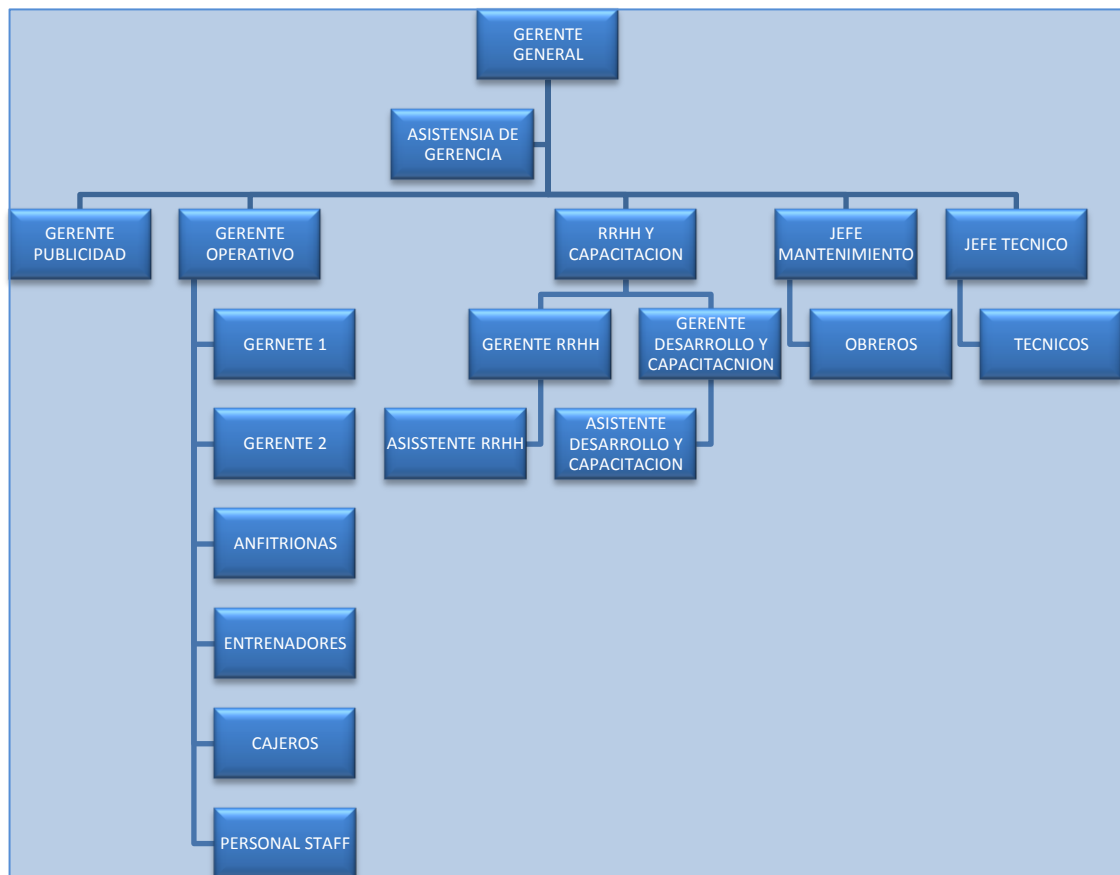 GERENTE
GENERAL
ASISTENSIA DE
GERENCIA
GERENTE
PUBLICIDAD
GERENTE
OPERATIVO
RRHH Y
CAPACITACION
JEFE
MANTENIMIENTO
JEFE TECNICO
GERNETE 1
GERENTE RRHH
GERENTE
DESARROLLO Y
CAPACITACNION
OBREROS
TECNICOS
GERENTE 2
ASISSTENTE RRHH
ASISTENTE
DESARROLLO Y
CAPACITACION
ANFITRIONAS
ENTRENADORES
CAJEROS
PERSONAL STAFF